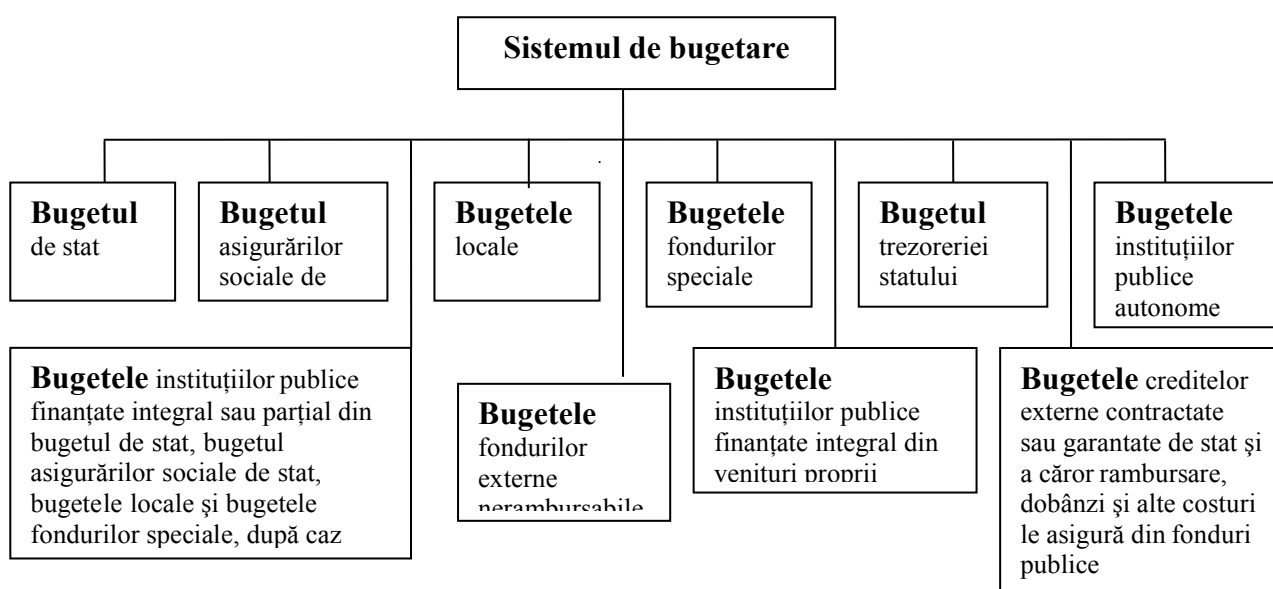 Sistemul de bugetare
Bugetul
de stat
Bugetul
asigurărilor
sociale de
Bugetele
locale
Bugetele
fondurilor
speciale
Bugetul
trezoreriei
statului
Bugetele
instituțiilor
publice
autonome
Bugetele instituțiilor publice
finanțate integral sau parțial din
bugetul de stat, bugetul
asigurărilor sociale de stat,
bugetele locale şi bugetele
fondurilor speciale, după caz
Bugetele
fondurilor
externe
nerambursabile
Bugetele
instituțiilor publice
finanțate integral din
venituri proprii
Bugetele creditelor
externe contractate
sau garantate de stat şi
a căror rambursare,
dobânzi şi alte costuri
le asigură din fonduri
publice